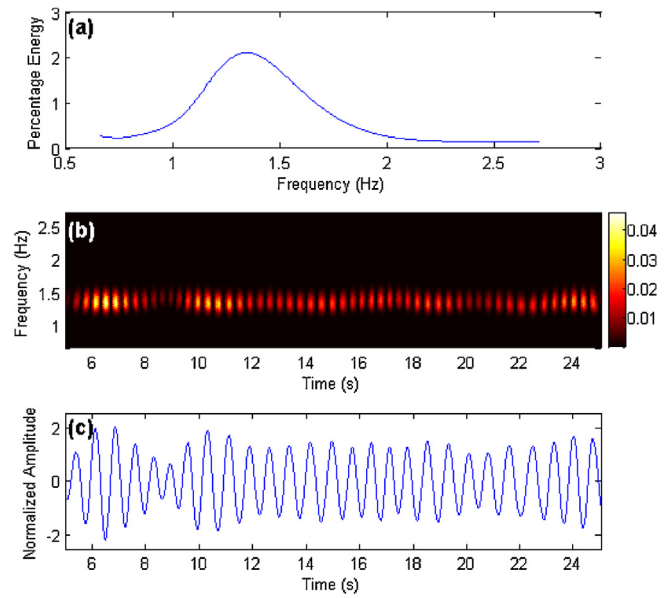 (a)
Percentage Energy
3
2
1
0
0.5 1 1.5 2 2.5 3
Frequency (Hz)
(b)
Frequency (Hz)
2.5
2
1.5
1
0.04
0.03
0.02
0.01
6 8 10 12 14 16 18 20 22 24
Time (s)
(c)
Normalized Amplitude
2
0
-2
6 8 10 12 14 16 18 20 22 24
Time (s)